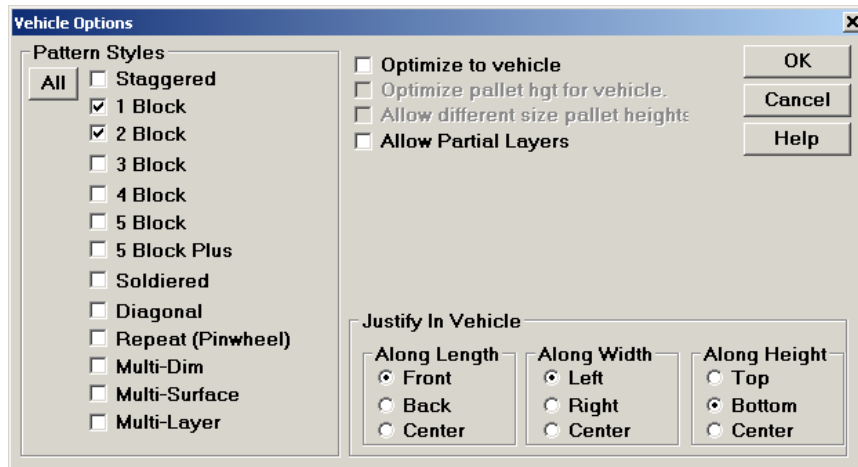 Vehicle Options
Pattern Styles
All
Staggered
1 Block
2 Block
3 Block
4 Block
5 Block
5 Block Plus
Soldiered
Diagonal
Repeat (Pinwheel)
Multi-Dim
Multi-Surface
Multi-Layer
Optimize to vehicle
Optimize pallet hgt for vehicle.
Allow different size pallet heights
Allow Partial Layers
OK
Cancel
Help
Justify In Vehicle
Along Length
Front
Back
Center
Along Width
Left
Right
Center
Along Height
Top
Bottom
Center